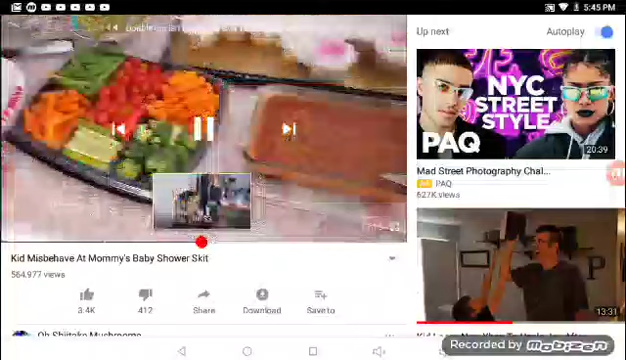 5:45 PM
Up next
Autoplay
NYC
STREET
STYLE
PAQ
20:39
Mad Street Photography Chal...
Ad PAQ
627K views
Kid Misbehave At Mommy's Baby Shower Skit
564,977 views
3.4K
412
Share
Download
Save to
13:31
Oh Shiitake Mushrooms
Recorded by
mobizen